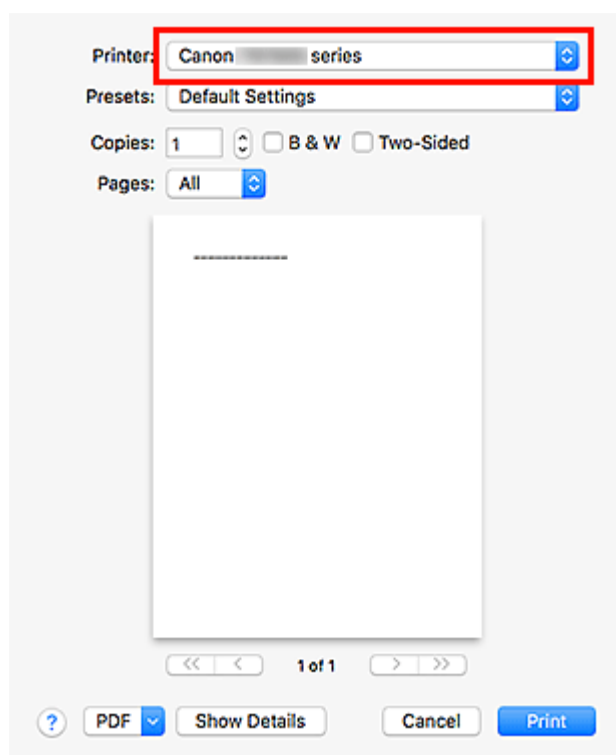 Printer: Canon series
Presets: Default Settings
Copies: 1 B & W Two-Sided
Pages: All
-------------
<< < 1 of 1 > >>
? PDF Show Details Cancel Print